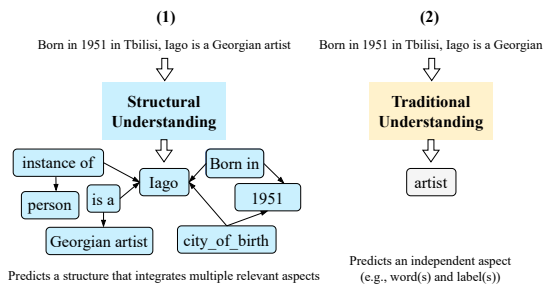 (1)
Born in 1951 in Tbilisi, Iago is a Georgian artist
Structural
Understanding
instance of
Iago
Born in
person
is a
1951
Georgian artist
city_of_birth
Predicts a structure that integrates multiple relevant aspects
(2)
Born in 1951 in Tbilisi, Iago is a Georgian
Traditional
Understanding
artist
Predicts an independent aspect
(e.g., word(s) and label(s))